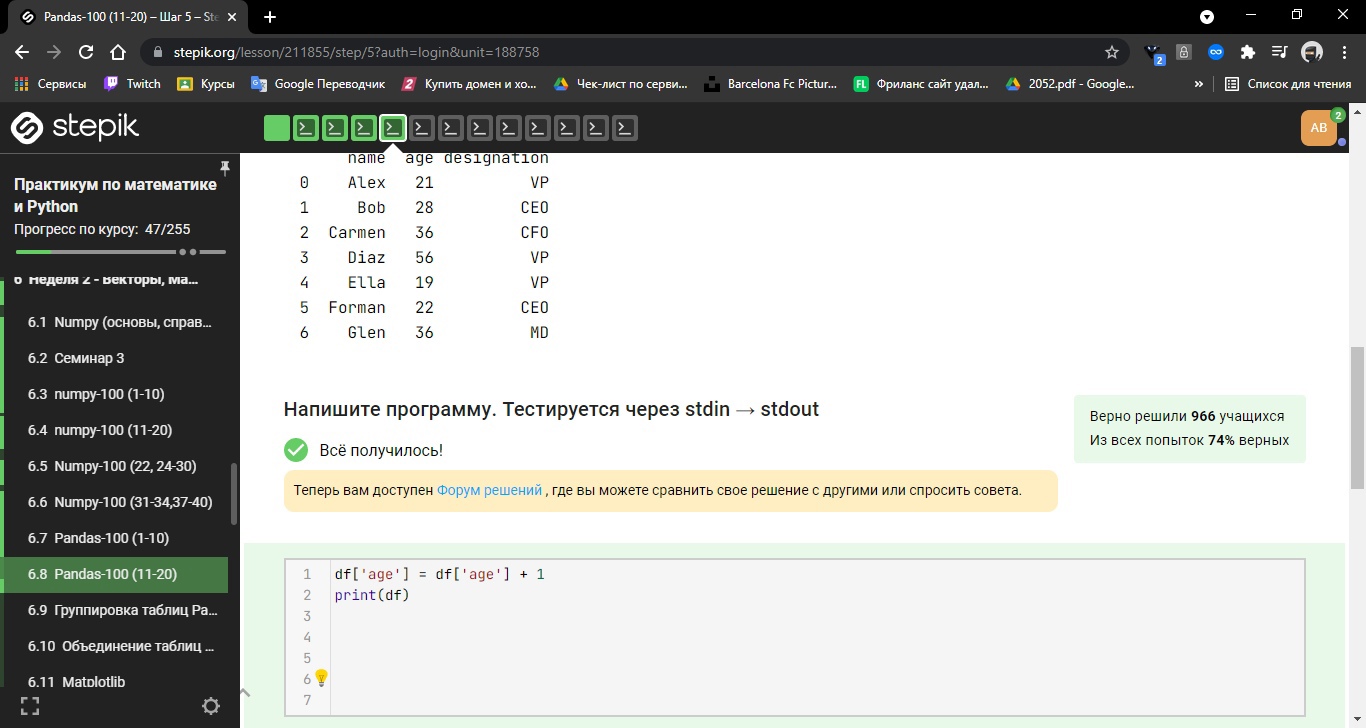 Pandas-100 (11-20) – Шаг 5 – Ste
stepik.org/lesson/211855/step/5?auth=login&unit=188758
2
Сервисы
Twitch
Курсы
Google Переводчик
Купить домен и хо...
Чек-лист по серви...
Barcelona Fc Pictur...
FL Фриланс сайт удал...
2052.pdf - Google...
»
Список для чтения
stepik
AB
2
Практикум по математике
и Python
Прогресс по курсу: 47/255
6 Неделя 2 - Векторы, Ма...
6.1 Numpy (основы, справ...
6.2 Семинар 3
6.3 numpy-100 (1-10)
6.4 numpy-100 (11-20)
6.5 Numpy-100 (22, 24-30)
6.6 Numpy-100 (31-34,37-40)
6.7 Pandas-100 (1-10)
6.8 Pandas-100 (11-20)
6.9 Группировка таблиц Pa...
6.10 Объединение таблиц ...
6.11 Matplotlib
name age designation
0 Alex 21 VP
1 Bob 28 CEO
2 Carmen 36 CFO
3 Diaz 56 VP
4 Ella 19 VP
5 Forman 22 CEO
6 Glen 36 MD
Напишите программу. Тестируется через stdin → stdout
Верно решили 966 учащихся
Из всех попыток 74% верных
Всё получилось!
Теперь вам доступен Форум решений , где вы можете сравнить свое решение с другими или спросить совета.
1 df['age'] = df['age'] + 1
2 print(df)
3
4
5
6
7